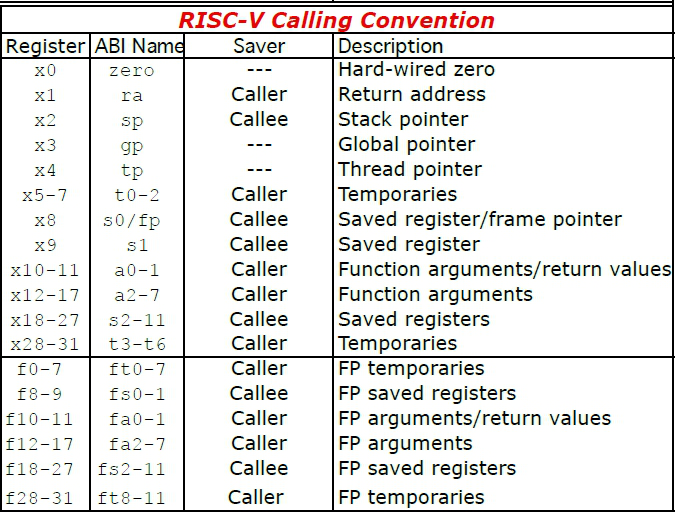 RISC-V Calling Convention
Register ABI Name Saver Description
x0 zero --- Hard-wired zero
x1 ra Caller Return address
x2 sp Callee Stack pointer
x3 gp --- Global pointer
x4 tp --- Thread pointer
x5-7 t0-2 Caller Temporaries
x8 s0/fp Callee Saved register/frame pointer
x9 s1 Callee Saved register
x10-11 a0-1 Caller Function arguments/return values
x12-17 a2-7 Caller Function arguments
x18-27 s2-11 Callee Saved registers
x28-31 t3-t6 Caller Temporaries
f0-7 ft0-7 Caller FP temporaries
f8-9 fs0-1 Callee FP saved registers
f10-11 fa0-1 Caller FP arguments/return values
f12-17 fa2-7 Caller FP arguments
f18-27 fs2-11 Callee FP saved registers
f28-31 ft8-11 Caller FP temporaries